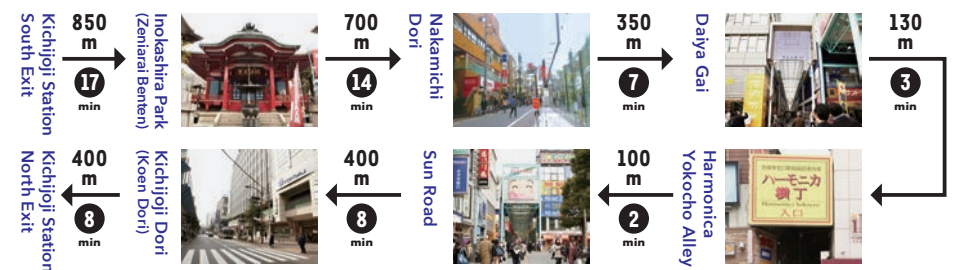 Kichijoji Station
South Exit
850
m
17
min
Inokashira Park
(Zeniarai Benten)
700
m
14
min
Nakamichi
Dori
350
m
7
min
Daiya Gai
130
m
3
min
Harmonica
Yokocho Alley
ハーモニカ
横丁
入口
100
m
2
min
Sun Road
400
m
8
min
Kichijoji Dori
(Koen Dori)
400
m
8
min
Kichijoji Station
North Exit